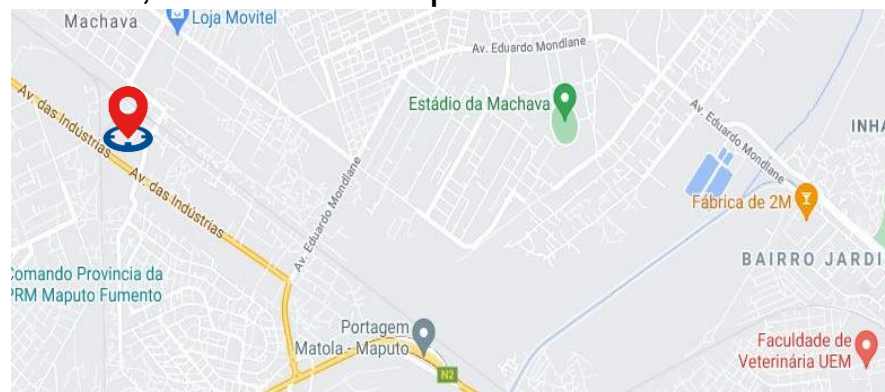 Machava
Loja Movitel
Av. Eduardo Mondlane
Estádio da Machava
Av. das Indústrias
Av. Eduardo Mondlane
INHA
Av. das Indústrias
Av. Eduardo Mondlane
Fábrica de 2M
BAIRRO JARDI
Comando Provincia da
PRM Maputo Fumento
Portagem
Matola - Maputo
N2
Faculdade de
Veterinária UEM